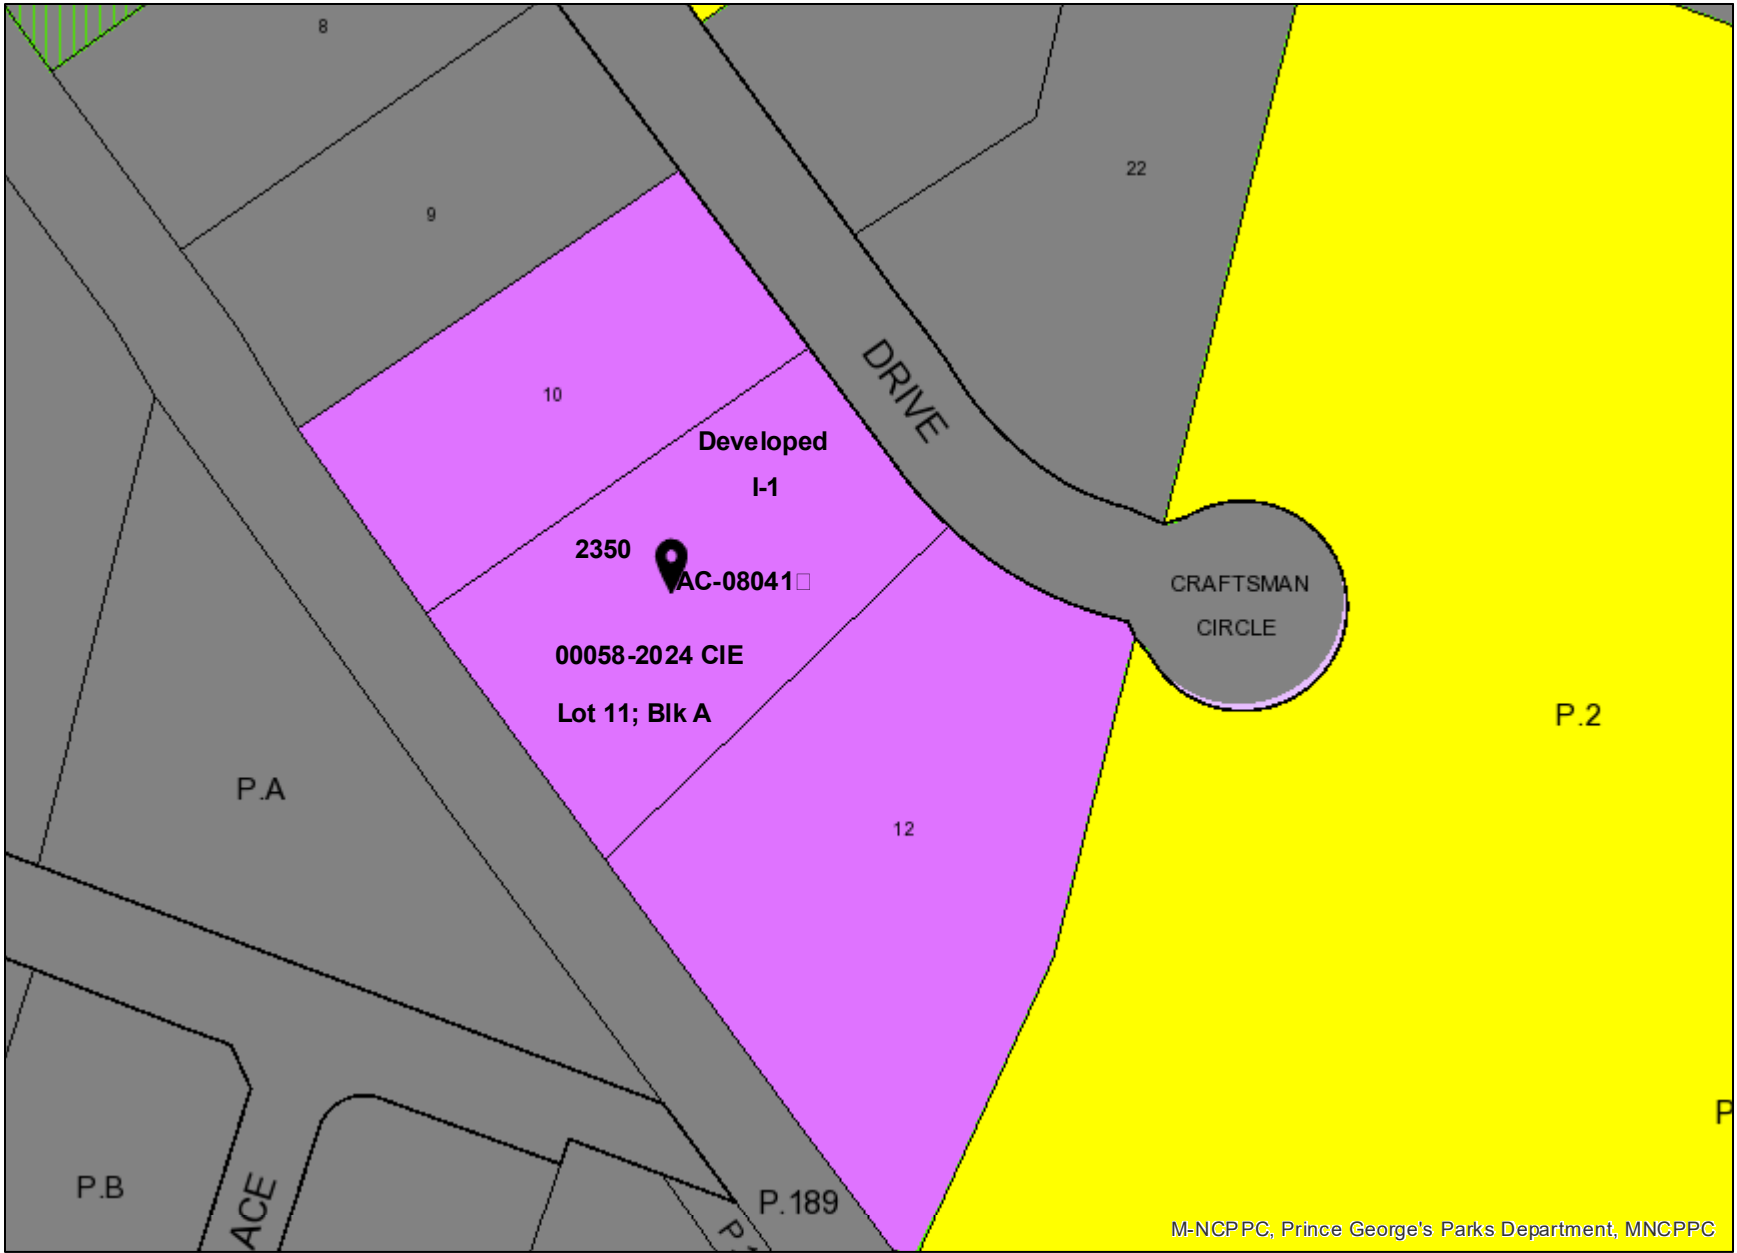 8
22
9
DRIVE
10
Developed
I-1
2350
AC-08041
CRAFTSMAN
CIRCLE
00058-2024 CIE
Lot 11; Blk A
P.2
P.A
12
P
P.B
ACE
P.189
M-NCPPC, Prince George's Parks Department, MNCPPC